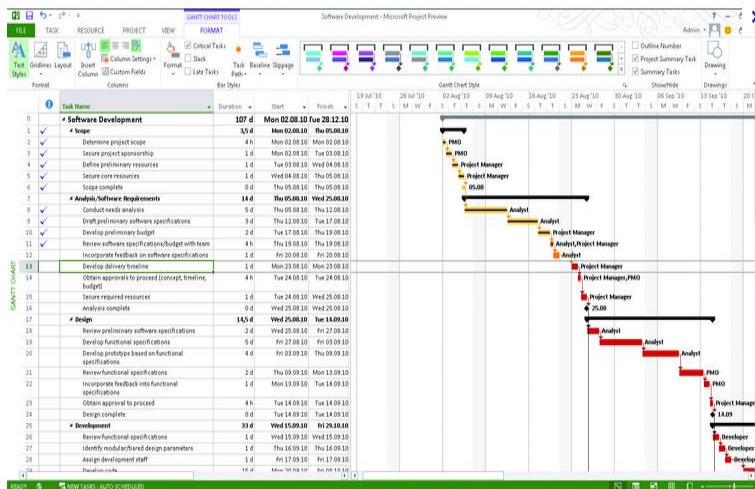 GANTT CHART TOOLS
Software Development - Microsoft Project Preview
FILE TASK RESOURCE PROJECT VIEW FORMAT
Admin
Text Styles Gridlines Layout Insert Column Column Settings Custom Fields Format Critical Tasks Slack Late Tasks Task Path Baseline Slippage Outline Number Project Summary Task Summary Tasks Drawing
Format Columns Bar Styles Gantt Chart Style Show/Hide Drawings
19 Jul '10 26 Jul '10 02 Aug '10 09 Aug '10 16 Aug '10 23 Aug '10 30 Aug '10 06 Sep '10 13 Sep '10
Task Name Duration Start Finish
0 Software Development 107 d Mon 02.08.10 Tue 28.12.10
1 Scope 3,5 d Mon 02.08.10 Thu 05.08.10
2 Determine project scope 4 h Mon 02.08.10 Mon 02.08.10 PMO
3 Secure project sponsorship 1 d Mon 02.08.10 Tue 03.08.10 PMO
4 Define preliminary resources 1 d Tue 03.08.10 Wed 04.08.10 Project Manager
5 Secure core resources 1 d Wed 04.08.10 Thu 05.08.10 Project Manager
6 Scope complete 0 d Thu 05.08.10 Thu 05.08.10 05.08
7 Analysis/Software Requirements 14 d Thu 05.08.10 Wed 25.08.10
8 Conduct needs analysis 5 d Thu 05.08.10 Thu 12.08.10 Analyst
9 Draft preliminary software specifications 3 d Thu 12.08.10 Tue 17.08.10 Analyst
10 Develop preliminary budget 2 d Tue 17.08.10 Thu 19.08.10 Project Manager
11 Review software specifications/budget with team 4 h Thu 19.08.10 Thu 19.08.10 Analyst,Project Manager
12 Incorporate feedback on software specifications 1 d Fri 20.08.10 Fri 20.08.10 Analyst
13 Develop delivery timeline 1 d Mon 23.08.10 Mon 23.08.10 Project Manager
14 Obtain approvals to proceed (concept, timeline, budget) 4 h Tue 24.08.10 Tue 24.08.10 Project Manager,PMO
15 Secure required resources 1 d Tue 24.08.10 Wed 25.08.10 Project Manager
16 Analysis complete 0 d Wed 25.08.10 Wed 25.08.10 25.08
17 Design 14,5 d Wed 25.08.10 Tue 14.09.10
18 Review preliminary software specifications 2 d Wed 25.08.10 Fri 27.08.10 Analyst
19 Develop functional specifications 5 d Fri 27.08.10 Fri 03.09.10 Analyst
20 Develop prototype based on functional specifications 4 d Fri 03.09.10 Thu 09.09.10 Analyst
21 Review functional specifications 2 d Thu 09.09.10 Mon 13.09.10 PMO
22 Incorporate feedback into functional specifications 1 d Mon 13.09.10 Tue 14.09.10 PMO
23 Obtain approval to proceed 4 h Tue 14.09.10 Tue 14.09.10 Project Manage
24 Design complete 0 d Tue 14.09.10 Tue 14.09.10 14.09
25 Development 33 d Wed 15.09.10 Fri 29.10.10
26 Review functional specifications 1 d Wed 15.09.10 Wed 15.09.10 Developer
27 Identify modular/tiered design parameters 1 d Thu 16.09.10 Thu 16.09.10 Developer
28 Assign development staff 1 d Fri 17.09.10 Fri 17.09.10 Develop
29 Develop code 15 d
GANTT CHART
READY NEW TASKS : AUTO SCHEDULED